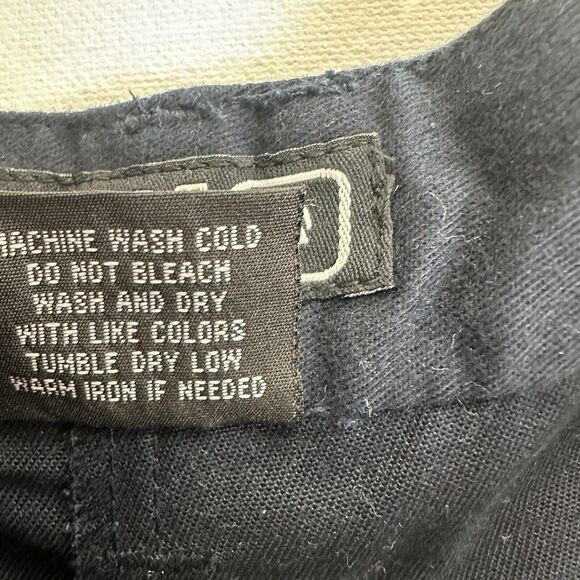 MACHINE WASH COLD
DO NOT BLEACH
WASH AND DRY
WITH LIKE COLORS
TUMBLE DRY LOW
WARM IRON IF NEEDED